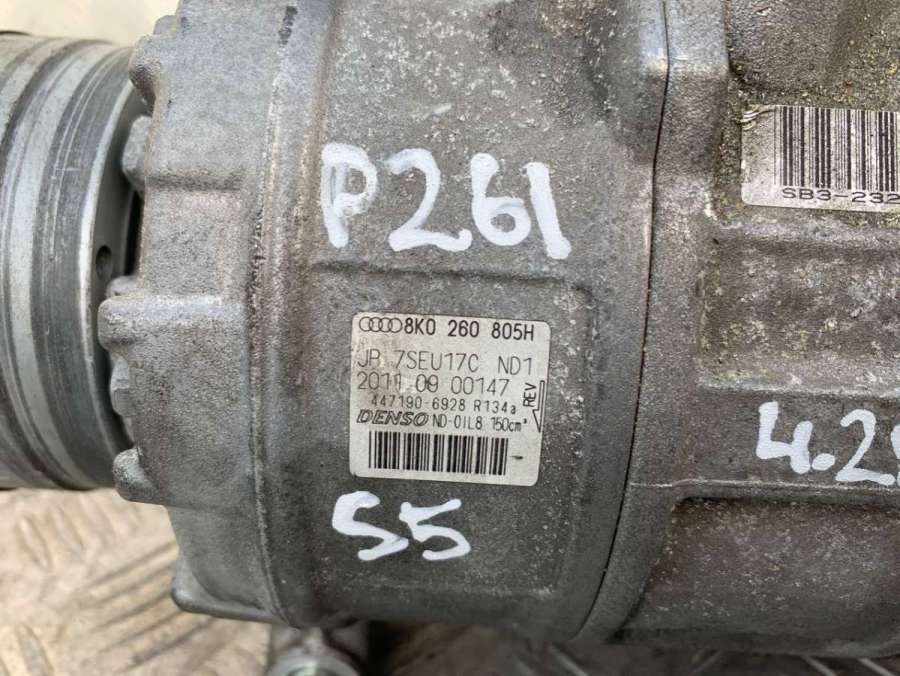 P261
SB3-232
8K0 260 805H
JB 7SEU17C ND1
2011 09 00147
447190-6928 R134a
REV
DENSO ND-OIL8 150cm³
4.2
S5